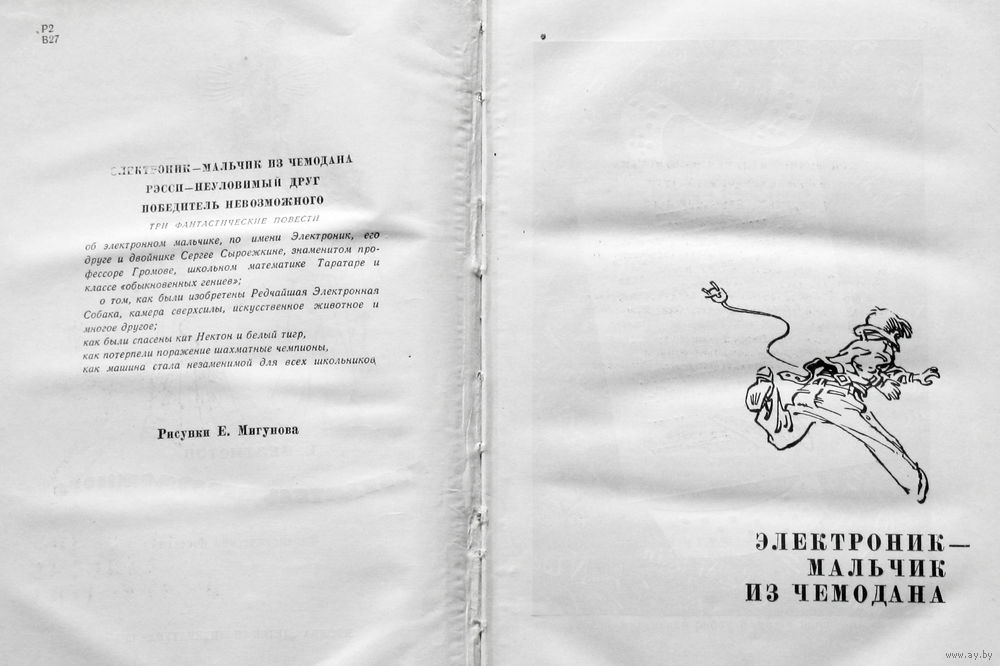 Р2
В27
ЭЛЕКТРОНИК—МАЛЬЧИК ИЗ ЧЕМОДАНА
РЭССИ—НЕУЛОВИМЫЙ ДРУГ
ПОБЕДИТЕЛЬ НЕВОЗМОЖНОГО
ТРИ ФАНТАСТИЧЕСКИЕ ПОВЕСТИ
об электронном мальчике, по имени Электроник, его
друге и двойнике Сергее Сыроежкине, знаменитом про-
фессоре Громове, школьном математике Таратаре и
классе «обыкновенных гениев»;
о том, как были изобретены Редчайшая Электронная
Собака, камера сверхсилы, искусственное животное и
многое другое;
как были спасены кит Нектон и белый тигр,
как потерпели поражение шахматные чемпионы,
как машина стала незаменимой для всех школьников
Рисунки Е. Мигунова
ЭЛЕКТРОНИК—
МАЛЬЧИК
ИЗ ЧЕМОДАНА
www.ay.by